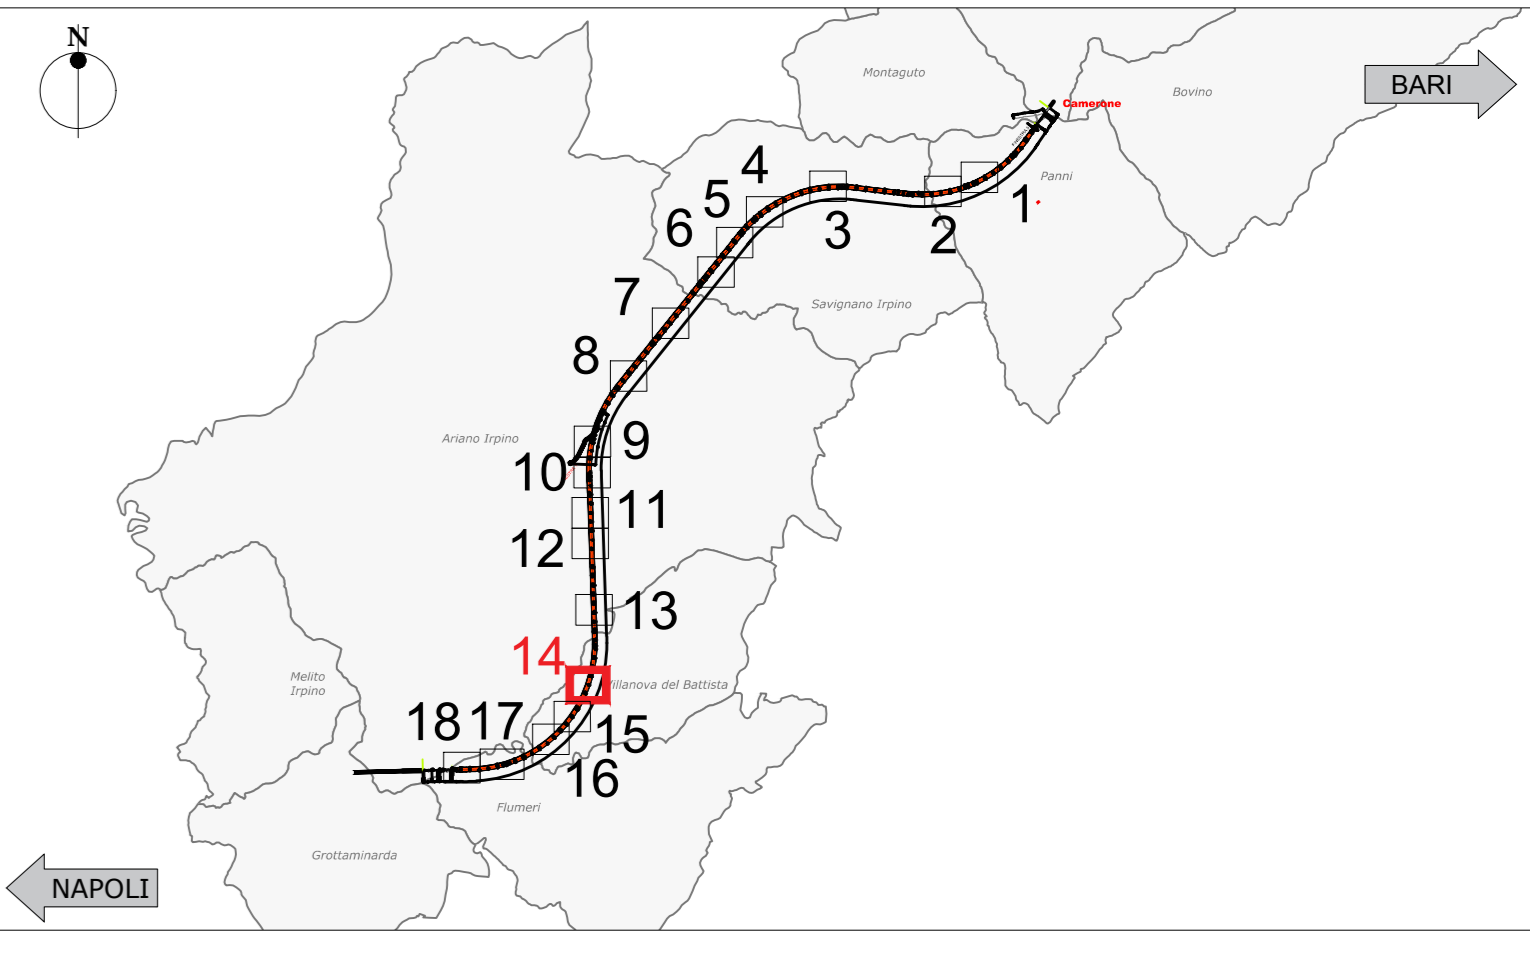 N
Montaguto
BARI
Bovino
Camerone
4
Panni
5
1
6
3
2
7
Savignano Irpino
8
Ariano Irpino
9
10
11
12
13
14
Melito
Irpino
Villanova del Battista
18
17
15
16
Flumeri
Grottaminarda
NAPOLI